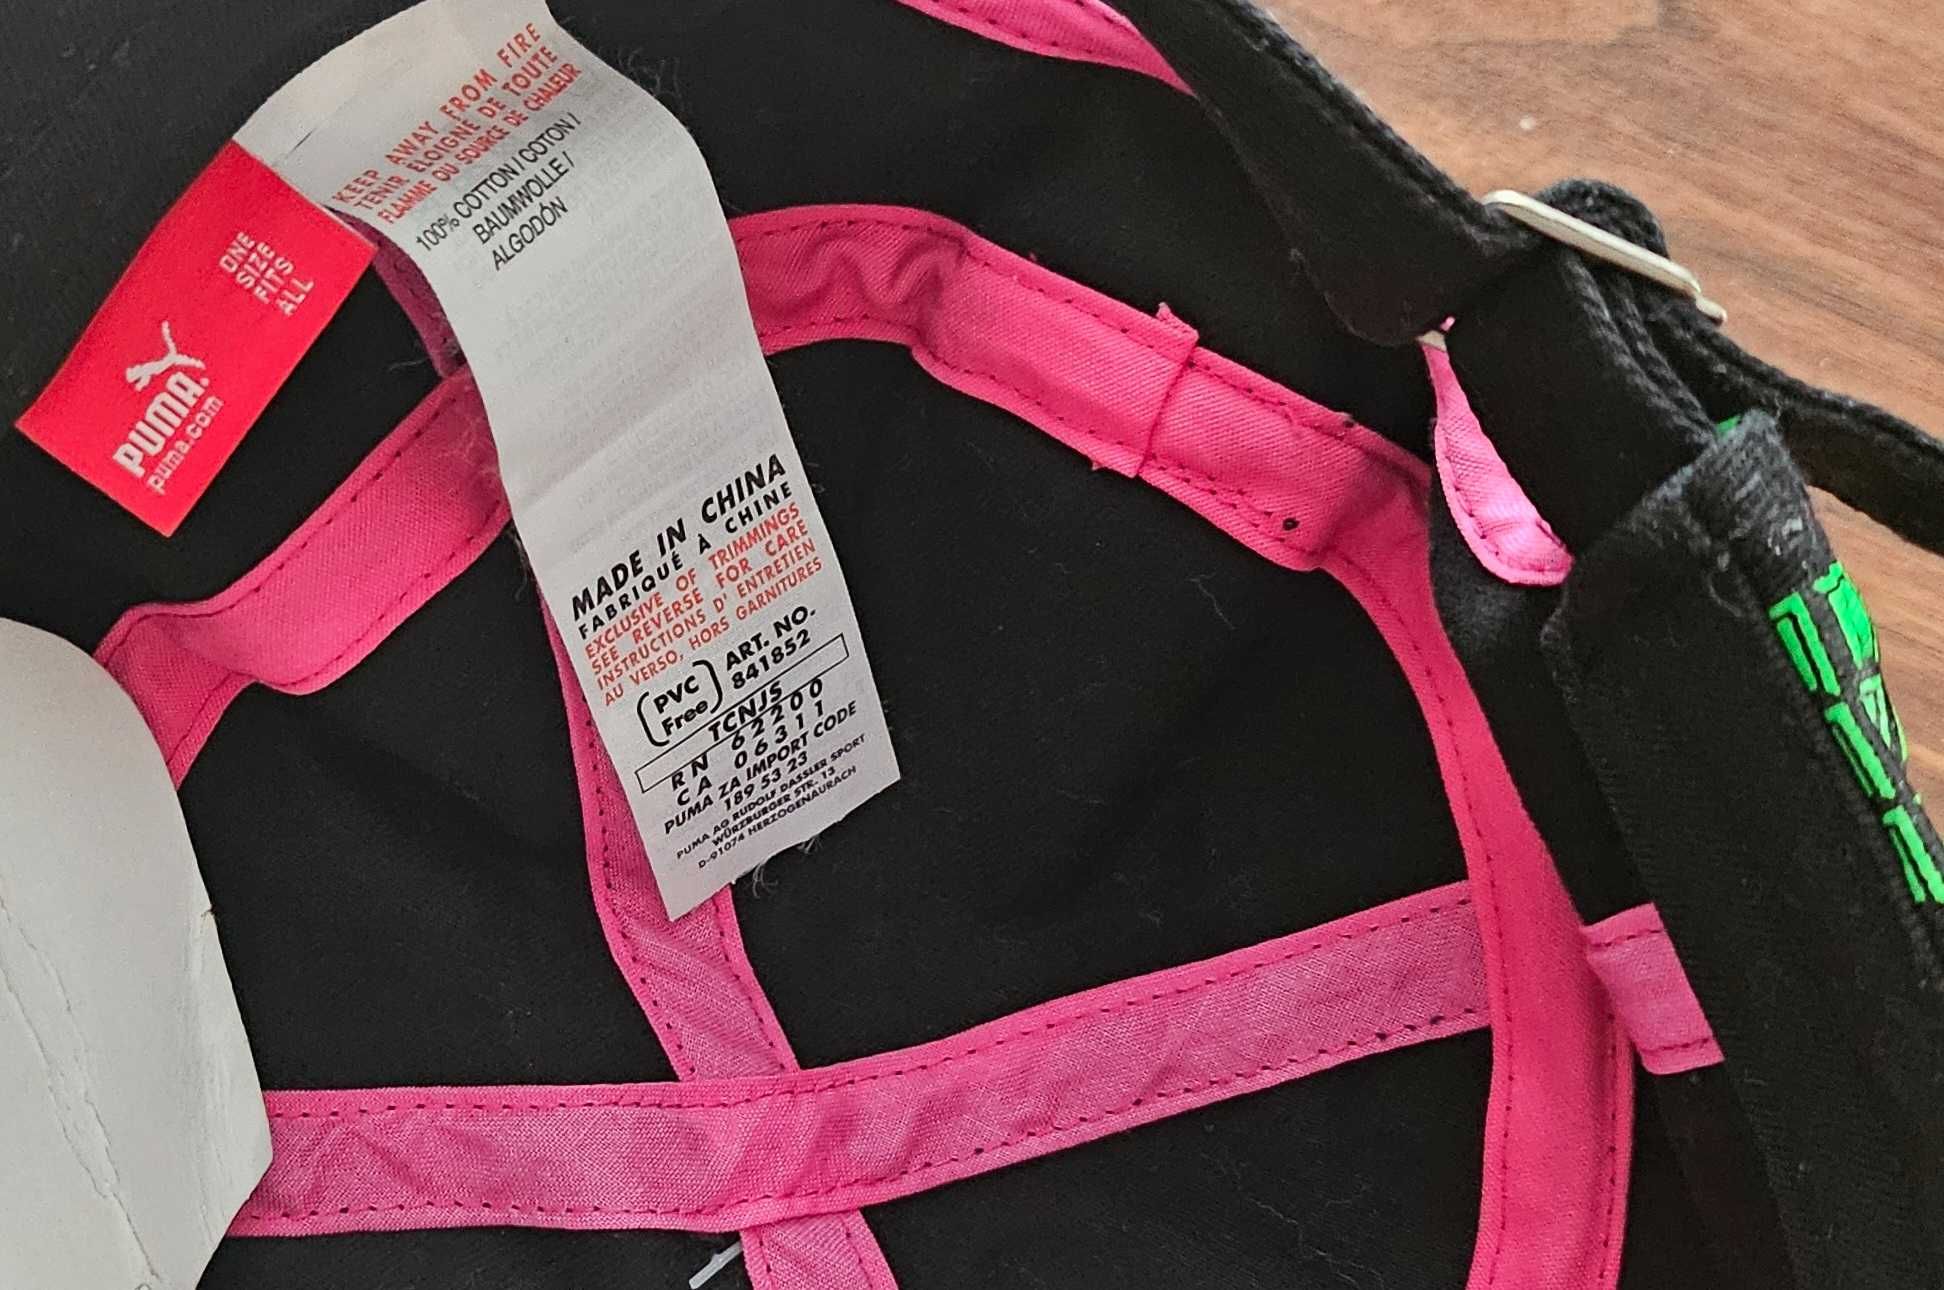 ONE
SIZE
FITS
ALL
PUMA®
puma.com
KEEP AWAY FROM FIRE
TENIR ELOIGNE DE TOUTE
FLAMME OU SOURCE DE CHALEUR
100% COTTON / COTON /
BAUMWOLLE /
ALGODÓN
MADE IN CHINA
FABRIQUÉ À CHINE
EXCLUSIVE OF TRIMMINGS
SEE REVERSE FOR CARE
INSTRUCTIONS D' ENTRETIEN
AU VERSO, HORS GARNITURES
(PVC Free) ART. NO.
841852
TCNJS
RN 62200
CA 06311
PUMA ZA IMPORT CODE
189 53 23
PUMA AG RUDOLF DASSLER SPORT
WÜRZBURGER STR. 13
D-91074 HERZOGENAURACH